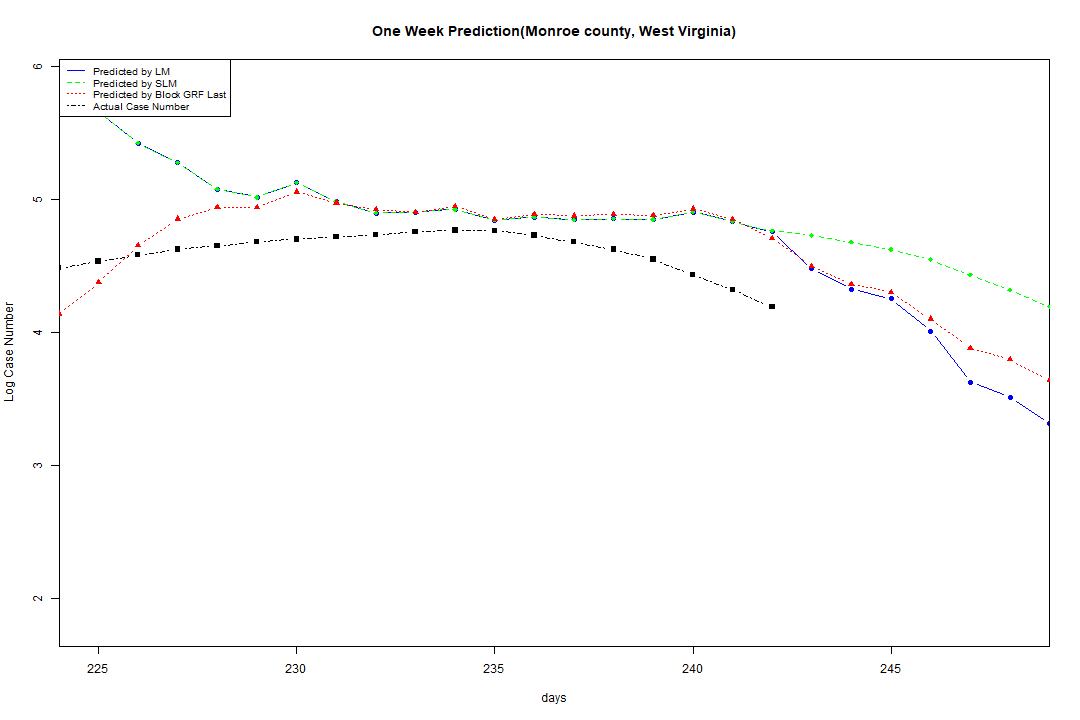 One Week Prediction(Monroe county, West Virginia)
Predicted by LM
Predicted by SLM
Predicted by Block GRF Last
Actual Case Number
Log Case Number
6
5
4
3
2
225 230 235 240 245
days